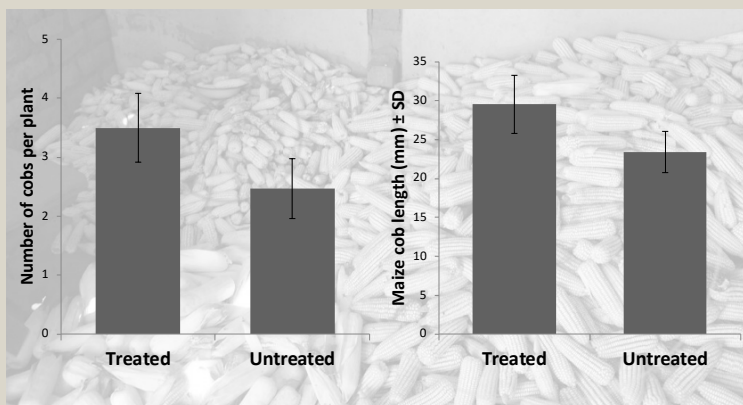 Number of cobs per plant
5
4
3
2
1
0
Treated
Untreated
Maize cob length (mm) ± SD
35
30
25
20
15
10
5
0
Treated
Untreated